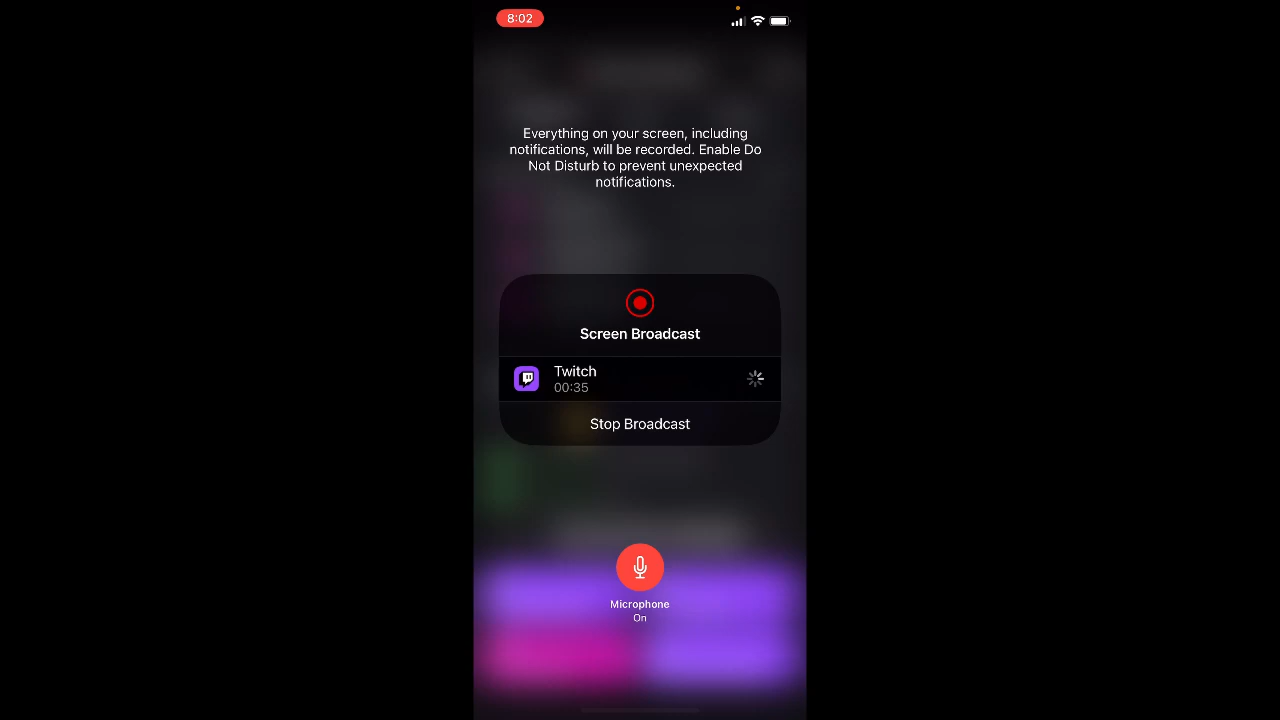 8:02
Everything on your screen, including
notifications, will be recorded. Enable Do
Not Disturb to prevent unexpected
notifications.
Screen Broadcast
Twitch
00:35
Stop Broadcast
Microphone
On